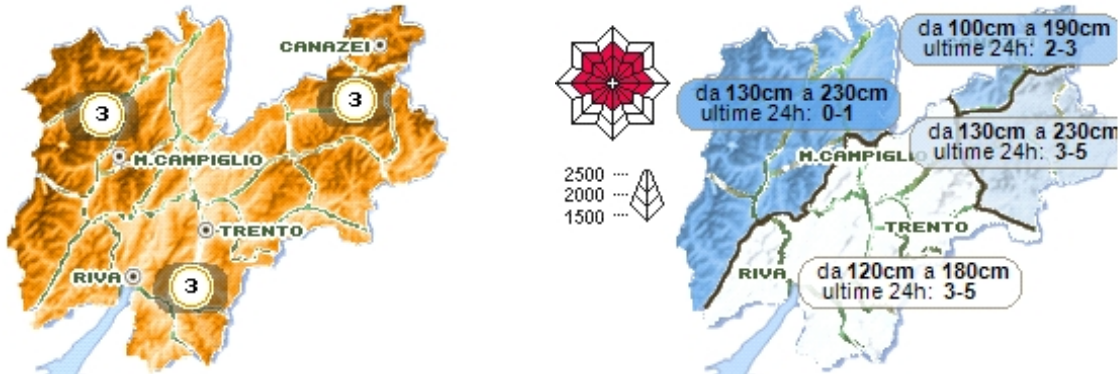 CANAZEI
3
3
M.CAMPIGLIO
TRENTO
RIVA
3
da 100cm a 190cm
ultime 24h: 2-3
da 130cm a 230cm
ultime 24h: 0-1
da 130cm a 230cm
ultime 24h: 3-5
M.CAMPIGLIO
2500
2000
1500
TRENTO
RIVA
da 120cm a 180cm
ultime 24h: 3-5